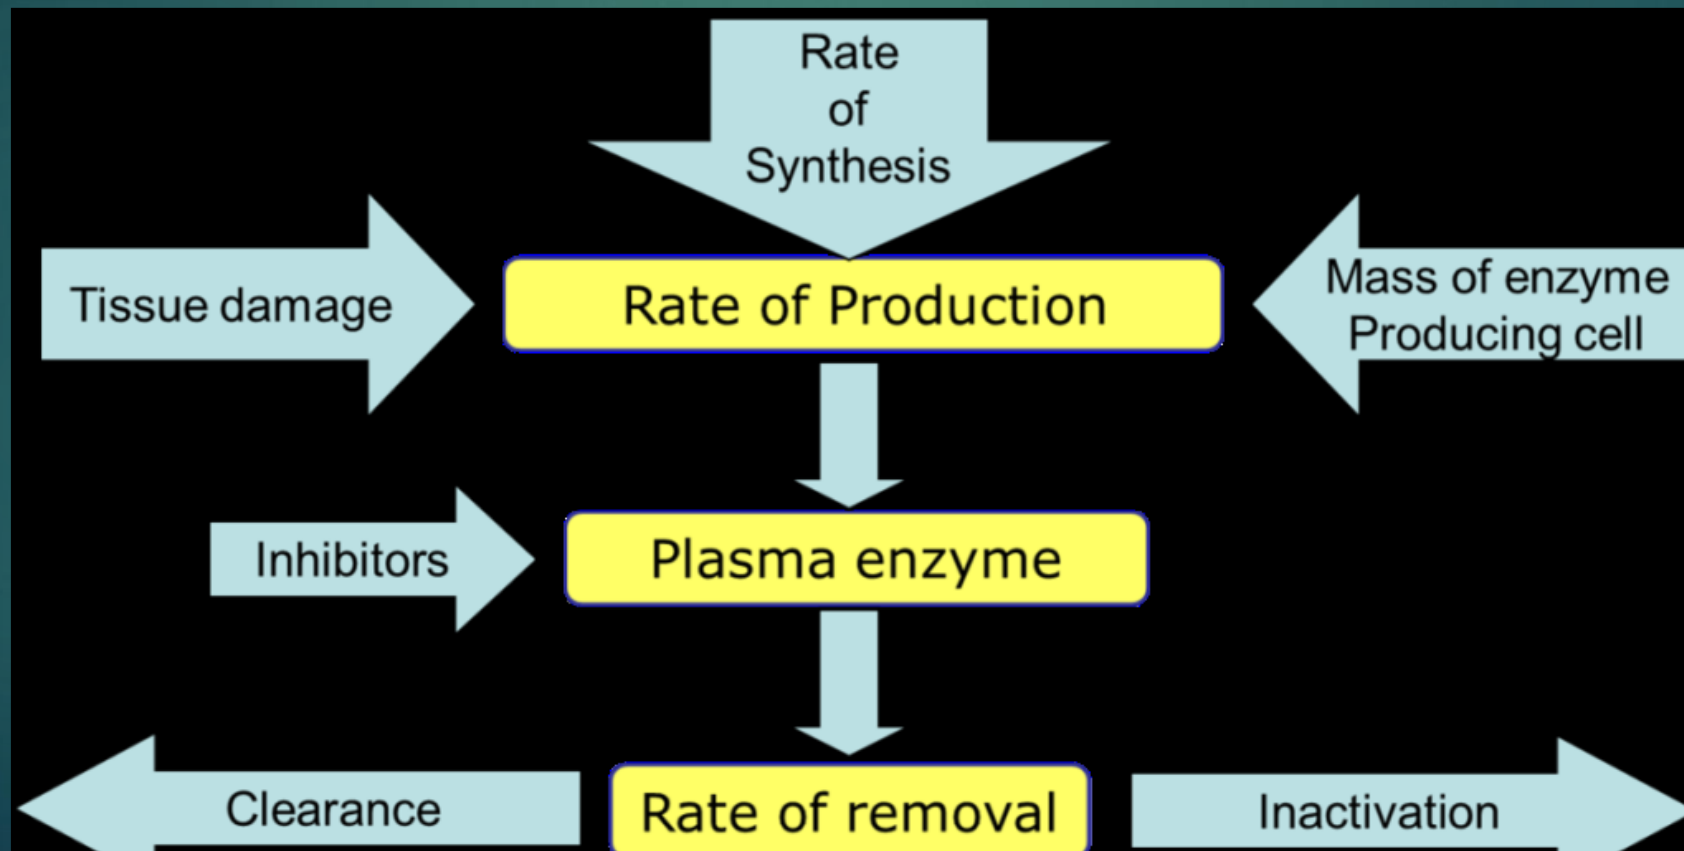 Rate
of
Synthesis
Tissue damage
Rate of Production
Mass of enzyme
Producing cell
Inhibitors
Plasma enzyme
Clearance
Rate of removal
Inactivation